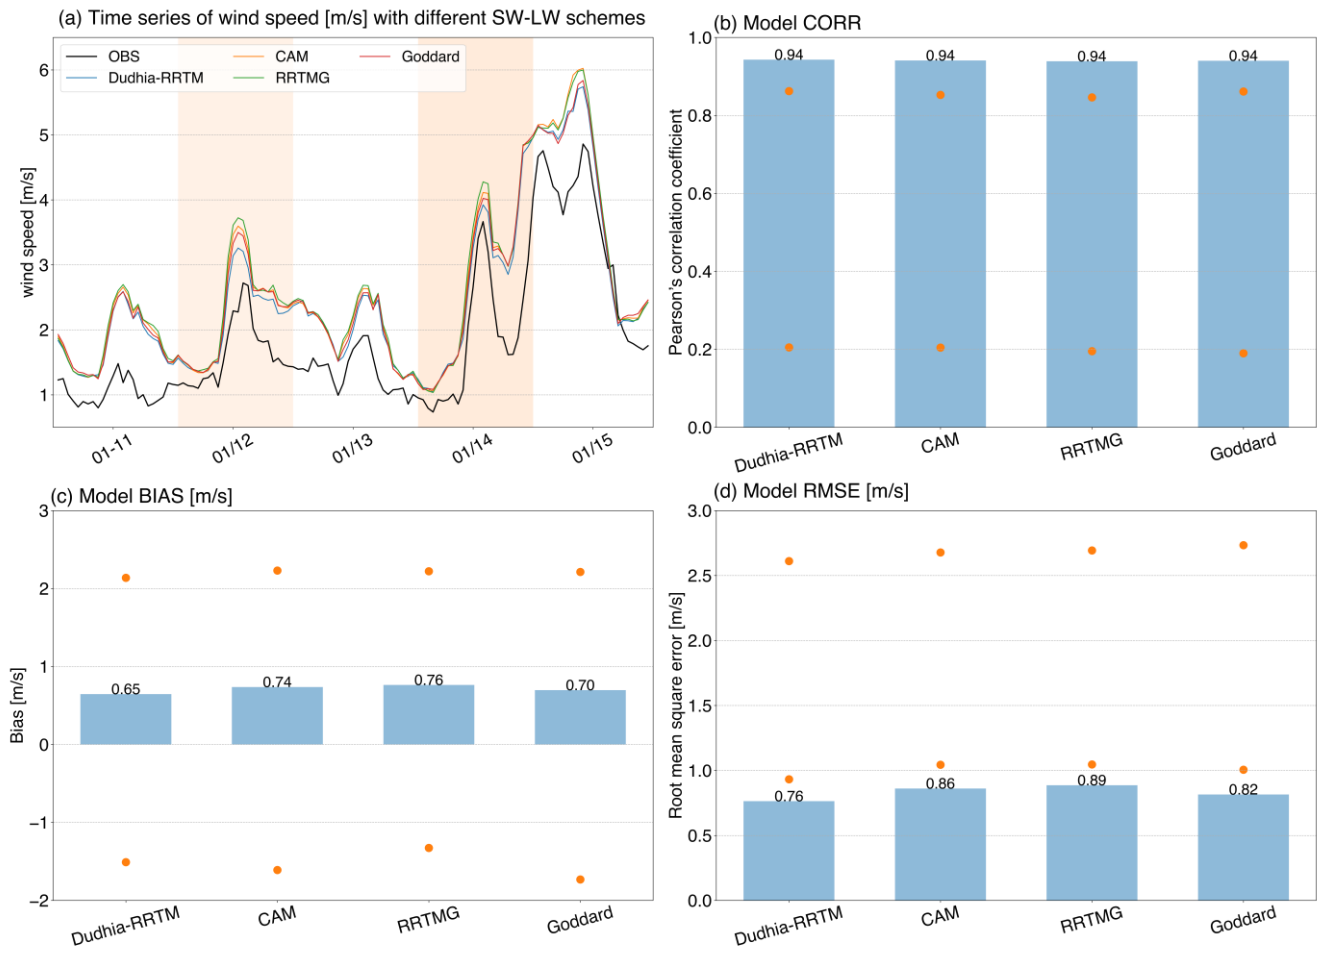 (a) Time series of wind speed [m/s] with different SW-LW schemes
OBS
Dudhia-RRTM
CAM
RRTMG
Goddard
wind speed [m/s]
6
5
4
3
2
1
01-11
01/12
01/13
01/14
01/15
(b) Model CORR
Pearson's correlation coefficient
1.0
0.8
0.6
0.4
0.2
0.0
0.94
0.94
0.94
0.94
Dudhia-RRTM
CAM
RRTMG
Goddard
(c) Model BIAS [m/s]
Bias [m/s]
3
2
1
0
−1
−2
0.65
0.74
0.76
0.70
Dudhia-RRTM
CAM
RRTMG
Goddard
(d) Model RMSE [m/s]
Root mean square error [m/s]
3.0
2.5
2.0
1.5
1.0
0.5
0.0
0.76
0.86
0.89
0.82
Dudhia-RRTM
CAM
RRTMG
Goddard